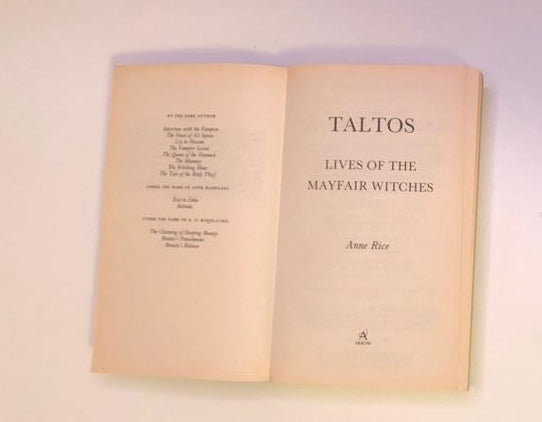 BY THE SAME AUTHOR
Interview with the Vampire
The Feast of All Saints
Cry to Heaven
The Vampire Lestat
The Queen of the Damned
The Mummy
The Witching Hour
The Tale of the Body Thief
UNDER THE NAME OF ANNE RAMPLING
Exit to Eden
Belinda
UNDER THE NAME OF A. N. ROQUELAURE
The Claiming of Sleeping Beauty
Beauty's Punishment
Beauty's Release
TALTOS
LIVES OF THE
MAYFAIR WITCHES
Anne Rice
ARROW